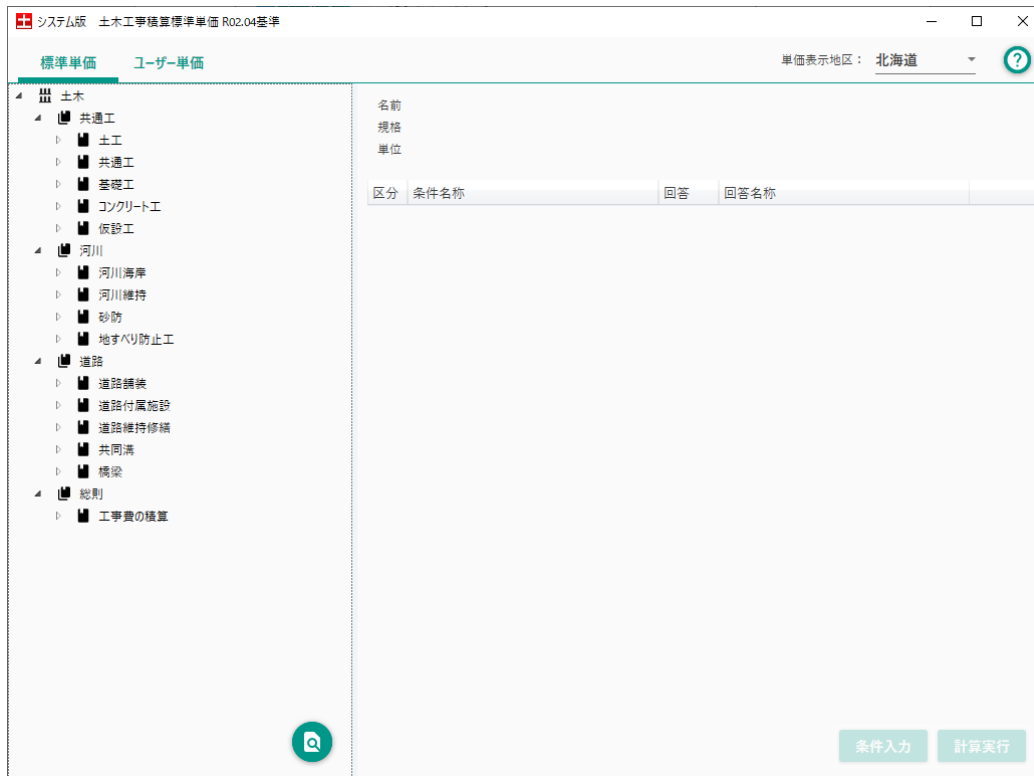 土 システム版 土木工事積算標準単価 R02.04基準
標準単価 ユーザー単価 単価表示地区： 北海道 ?
土木
共通工
土工
共通工
基礎工
コンクリート工
仮設工
河川
河川海岸
河川維持
砂防
地すべり防止工
道路
道路舗装
道路付属施設
道路維持修繕
共同溝
橋梁
総則
工事費の積算
名前
規格
単位
区分 条件名称 回答 回答名称
条件入力 計算実行